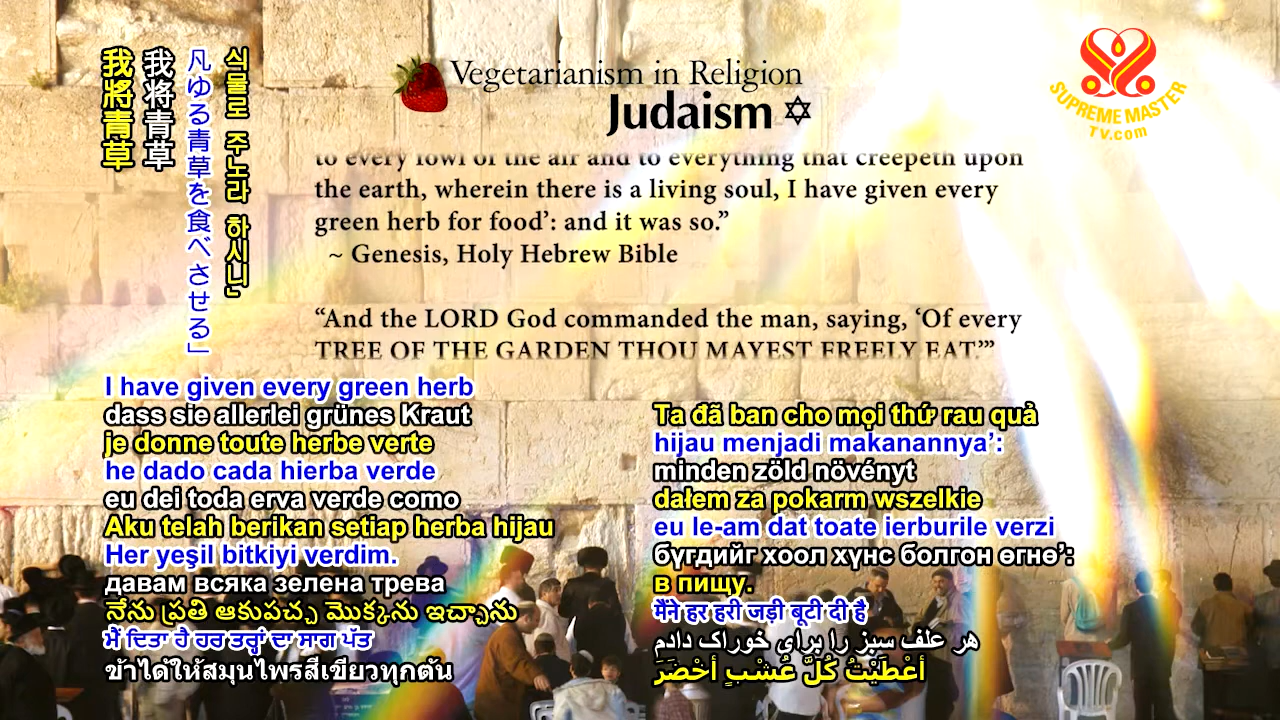 Vegetarianism in Religion
Judaism
SUPREME MASTER
TV.com
我將青草
我将青草
凡ゆる青草を食べさせる」
식물로 주노라 하시니」
to every fowl of the air and to everything that creepeth upon
the earth, wherein there is a living soul, I have given every
green herb for food’: and it was so.”
~ Genesis, Holy Hebrew Bible
“And the LORD God commanded the man, saying, ‘Of every
TREE OF THE GARDEN THOU MAYEST FREELY EAT.’”
I have given every green herb
dass sie allerlei grünes Kraut
je donne toute herbe verte
he dado cada hierba verde
eu dei toda erva verde como
Aku telah berikan setiap herba hijau
Her yeşil bitkiyi verdim.
давам всяка зелена трева
నేను ప్రతి ఆకుపచ్చ మొక్కను ఇచ్చాను
ਮੈਂ ਦਿਤਾ ਹੈ ਹਰ ਤਰ੍ਹਾਂ ਦਾ ਸਾਗ ਪੱਤ
ข้าได้ให้สมุนไพรสีเขียวทุกต้น
Ta đã ban cho mọi thứ rau quả
hijau menjadi makanannya’:
minden zöld növényt
dałem za pokarm wszelkie
eu le-am dat toate ierburile verzi
бүгдийг хоол хүнс болгон өгнө’:
в пищу.
मैंने हर हरी जड़ी बूटी दी है
هر علف سبز را برای خوراک دادم
أعْطَيْتُ كُلَّ عُشْبٍ أخْضَرَ